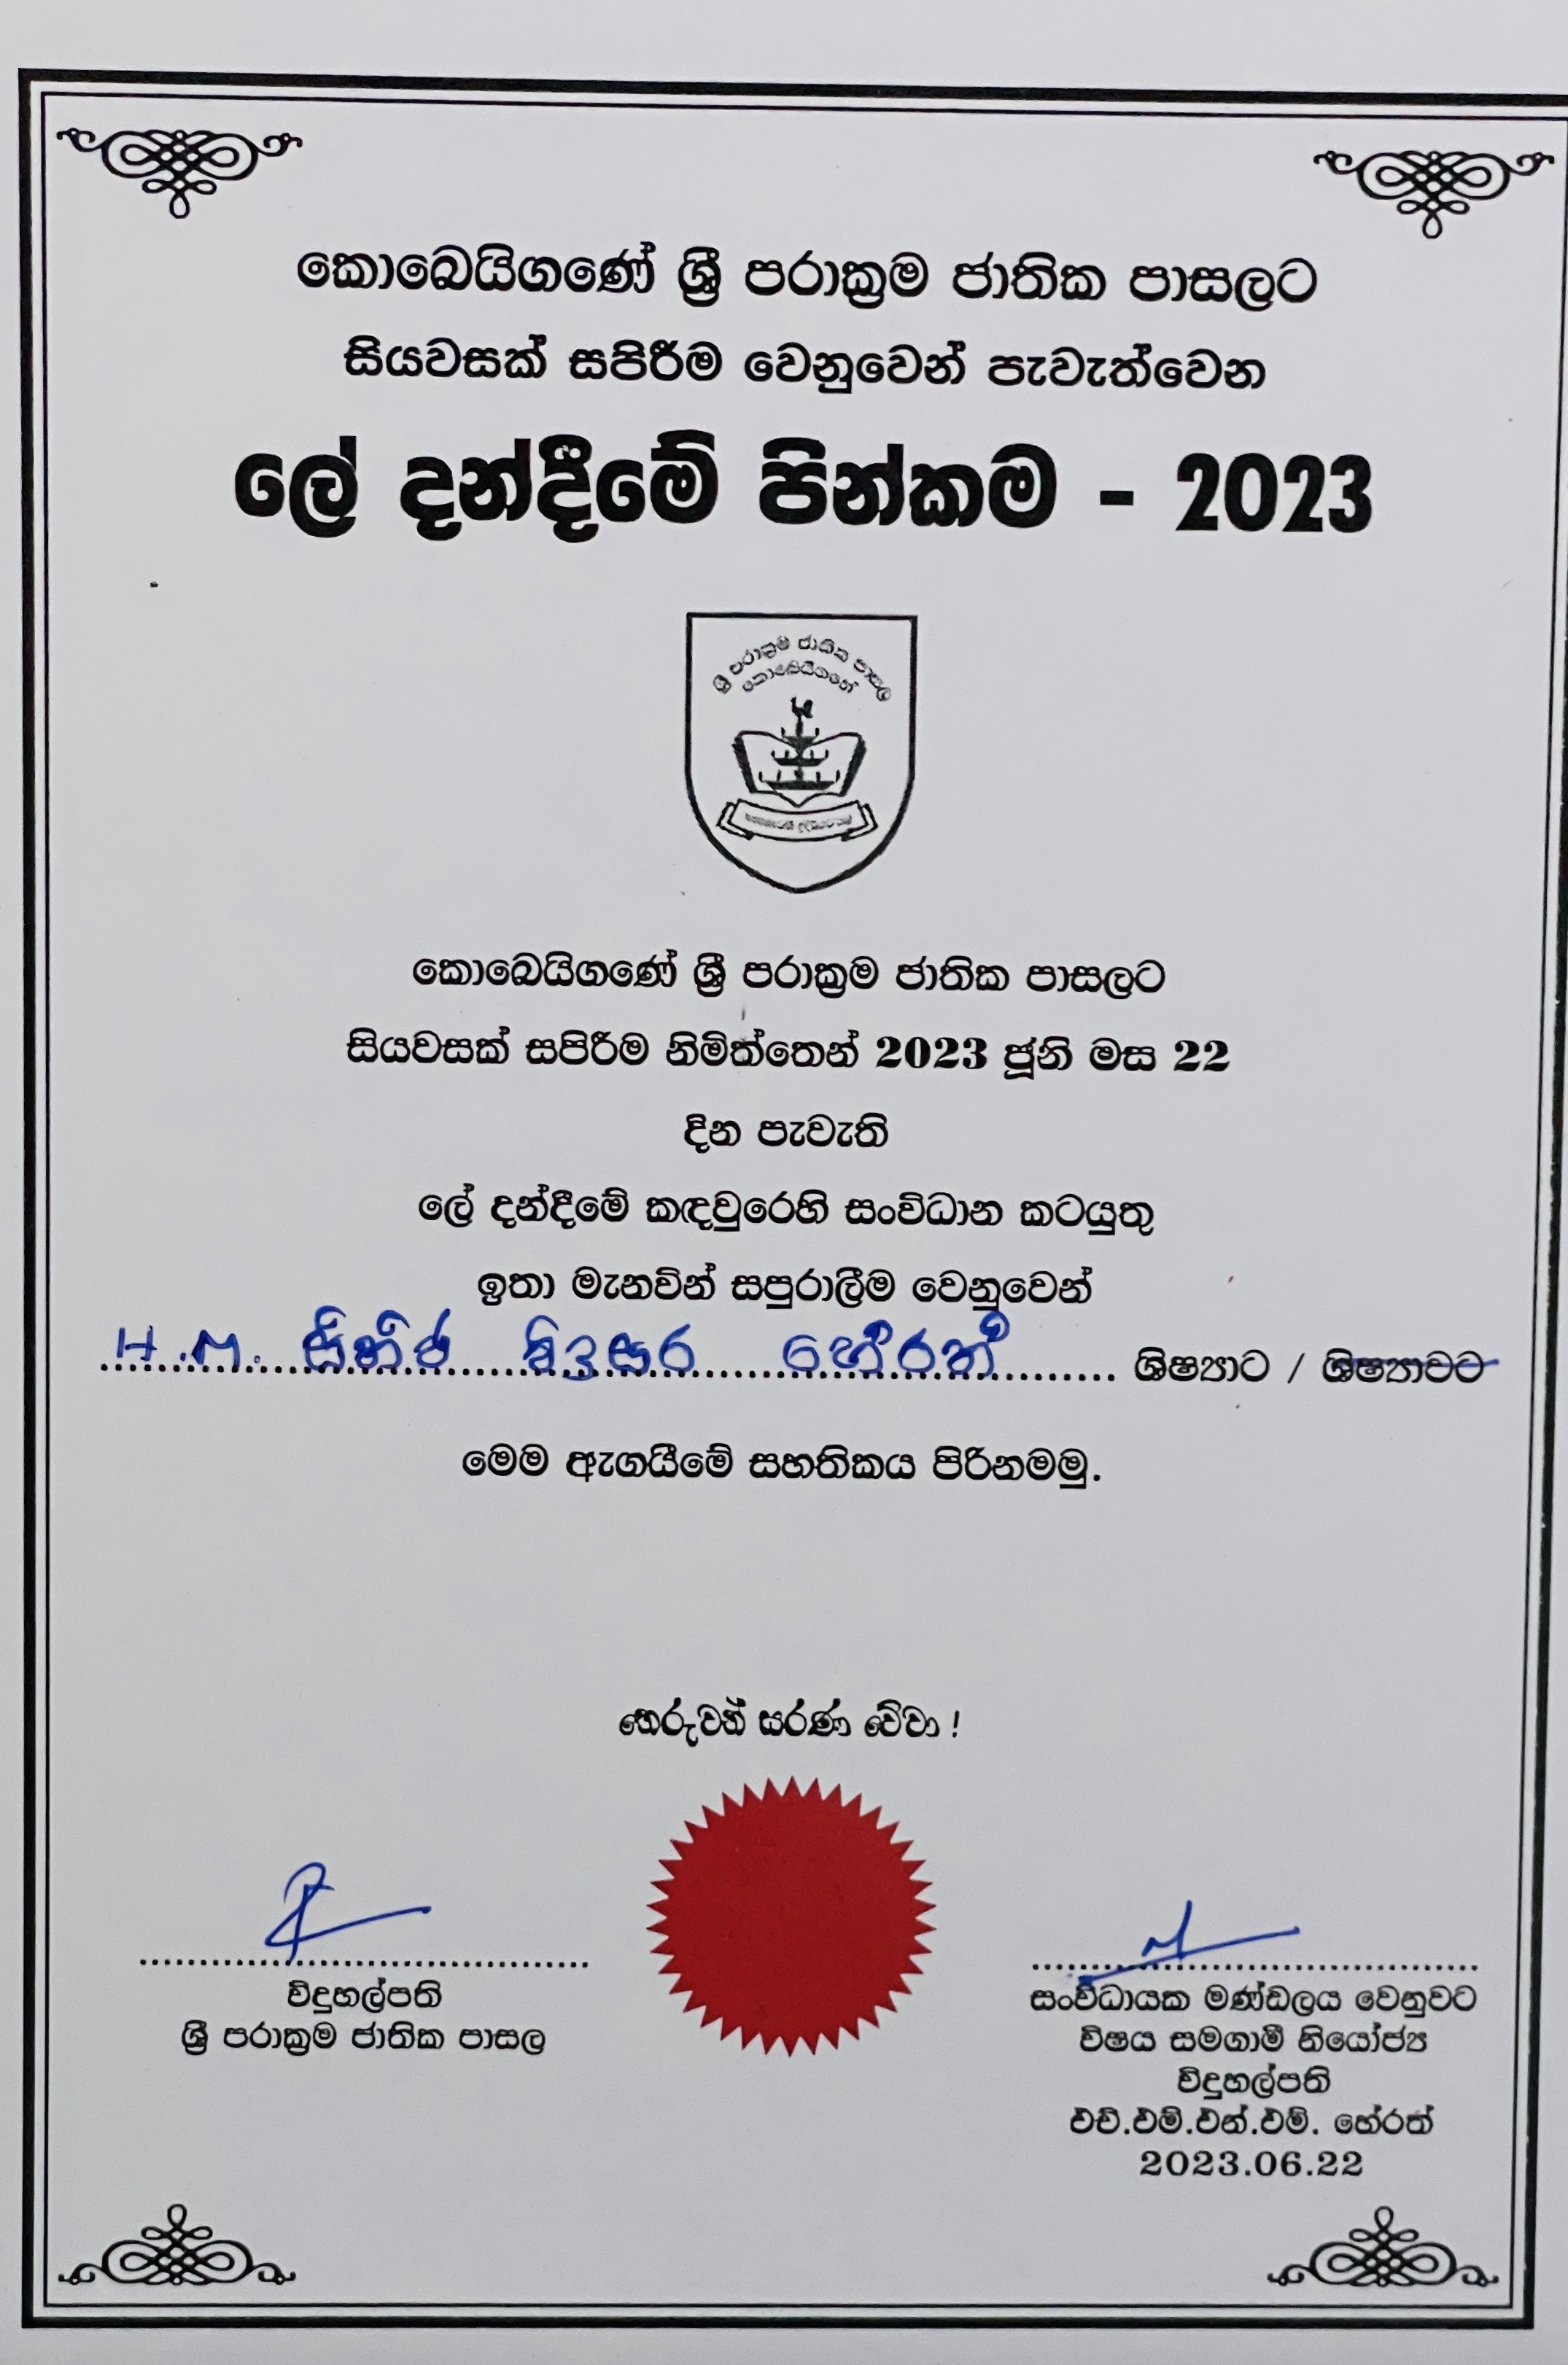 කොබෙයිගණේ ශ්‍රී පරාක්‍රම ජාතික පාසලට
සියවසක් සපිරීම වෙනුවෙන් පැවැත්වෙන
ලේ දන්දීමේ පින්කම - 2023
ශ්‍රී පරාක්‍රම ජාතික පාසල
කොබෙයිගනේ
කොබෙයිගණේ ශ්‍රී පරාක්‍රම ජාතික පාසලට
සියවසක් සපිරීම නිමිත්තෙන් 2023 ජූනි මස 22
දින පැවැති
ලේ දන්දීමේ කඳවුරෙහි සංවිධාන කටයුතු
ඉතා මැනවින් සපුරාලීම වෙනුවෙන්
H.M. හේරත් ශිෂ්‍යාට / ශිෂ්‍යාවට
මෙම ඇගයීමේ සහතිකය පිරිනමමු.
තෙරුවන් සරණ වේවා !
විදුහල්පති
ශ්‍රී පරාක්‍රම ජාතික පාසල
සංවිධායක මණ්ඩලය වෙනුවට
විෂය සමගාමී නියෝජ්‍ය
විදුහල්පති
එච්.එම්.එන්.එම්. හේරත්
2023.06.22